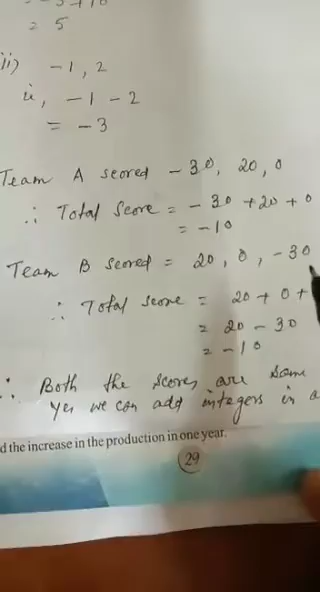 = 5
ii) -1, 2
ie, -1 - 2
= -3
Team A scored -30, 20, 0
∴ Total Score = -30 + 20 + 0
= -10
Team B scored = 20, 0, -30
∴ Total score = 20 + 0 +
= 20 - 30
= -10
∴ Both the scores are same
Yes we can add integers in a
d the increase in the production in one year.
29